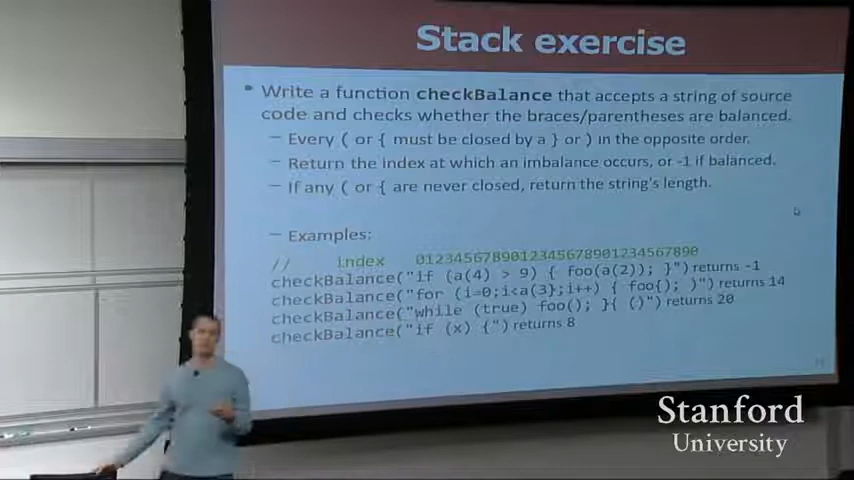 Stack exercise
• Write a function checkBalance that accepts a string of source
code and checks whether the braces/parentheses are balanced.
– Every ( or { must be closed by a } or ) in the opposite order.
– Return the index at which an imbalance occurs, or -1 if balanced.
– If any ( or { are never closed, return the string's length.
– Examples:
// index 0123456789012345678901234567890
checkBalance("if (a(4) > 9) { foo(a(2)); }") returns -1
checkBalance("for (i=0;i<a(3};i++) { foo{); )") returns 14
checkBalance("while (true) foo(); }{ ()") returns 20
checkBalance("if (x) {") returns 8
Stanford
University